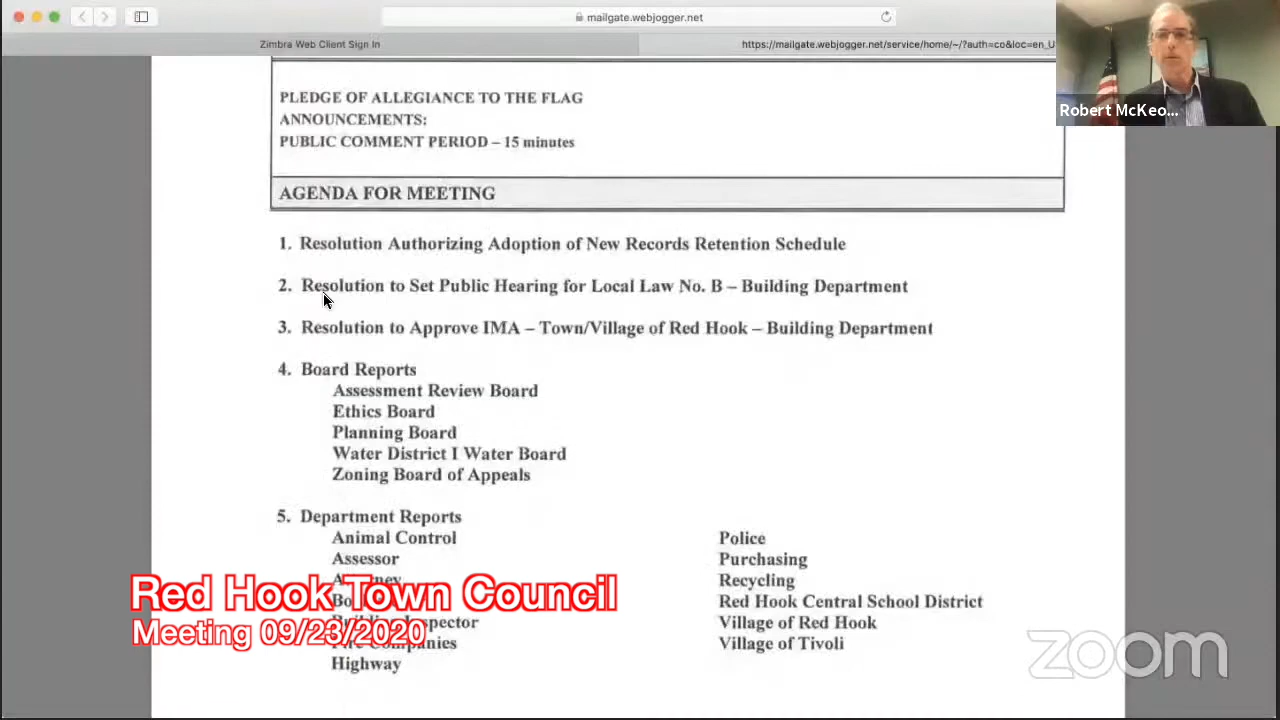 mailgate.webjogger.net
Zimbra Web Client Sign In
https://mailgate.webjogger.net/service/home/~/?auth=co&loc=en_U
Robert McKeo...
PLEDGE OF ALLEGIANCE TO THE FLAG
ANNOUNCEMENTS:
PUBLIC COMMENT PERIOD – 15 minutes
AGENDA FOR MEETING
1. Resolution Authorizing Adoption of New Records Retention Schedule
2. Resolution to Set Public Hearing for Local Law No. B – Building Department
3. Resolution to Approve IMA – Town/Village of Red Hook – Building Department
4. Board Reports
Assessment Review Board
Ethics Board
Planning Board
Water District I Water Board
Zoning Board of Appeals
5. Department Reports
Animal Control
Assessor
Highway
Police
Purchasing
Recycling
Red Hook Central School District
Village of Red Hook
Village of Tivoli
Red Hook Town Council
Meeting 09/23/2020
zoom